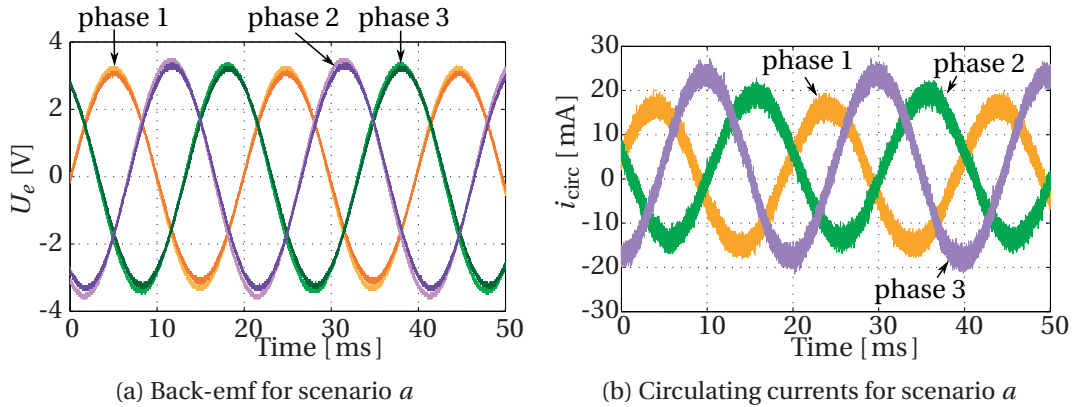 phase 1
phase 2
phase 3
4
2
0
-2
-4
U_e [V]
0
10
20
30
40
50
Time [ms]
(a) Back-emf for scenario a
30
20
10
0
-10
-20
-30
i_circ [mA]
phase 1
phase 2
phase 3
0
10
20
30
40
50
Time [ms]
(b) Circulating currents for scenario a